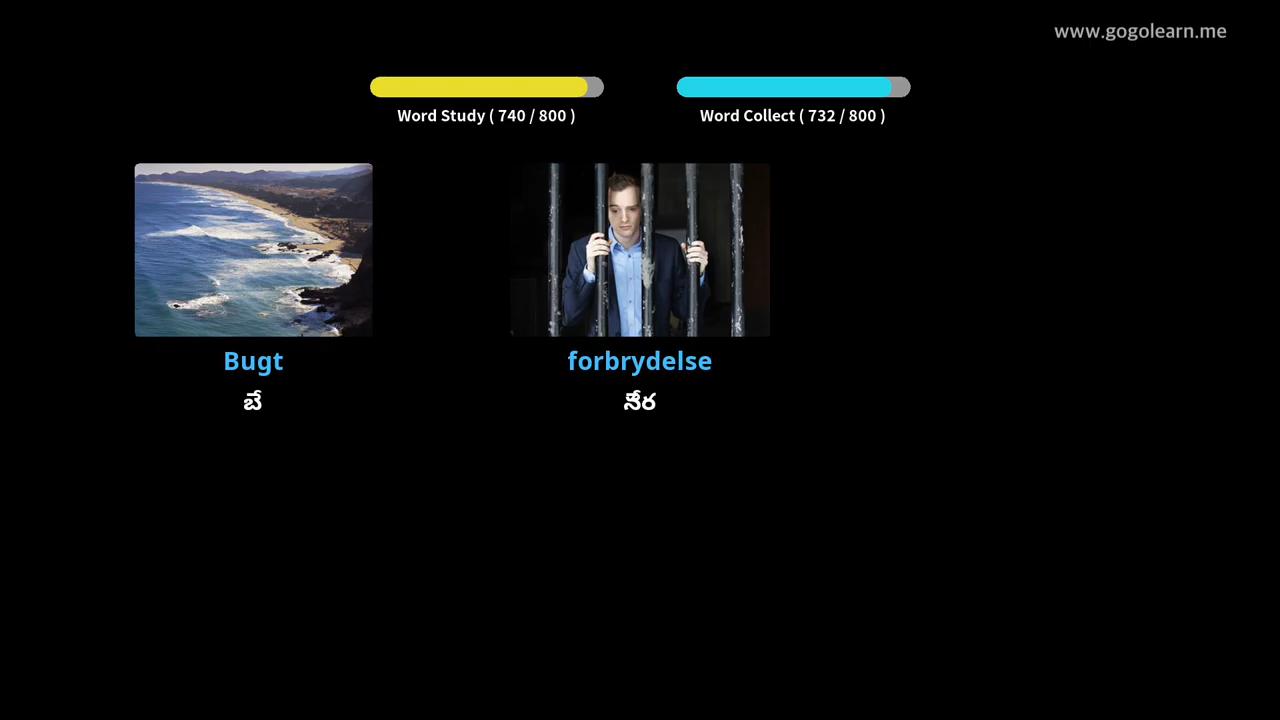 www.gogolearn.me
Word Study ( 740 / 800 )
Word Collect ( 732 / 800 )
Bugt
forbrydelse
బే
నేర